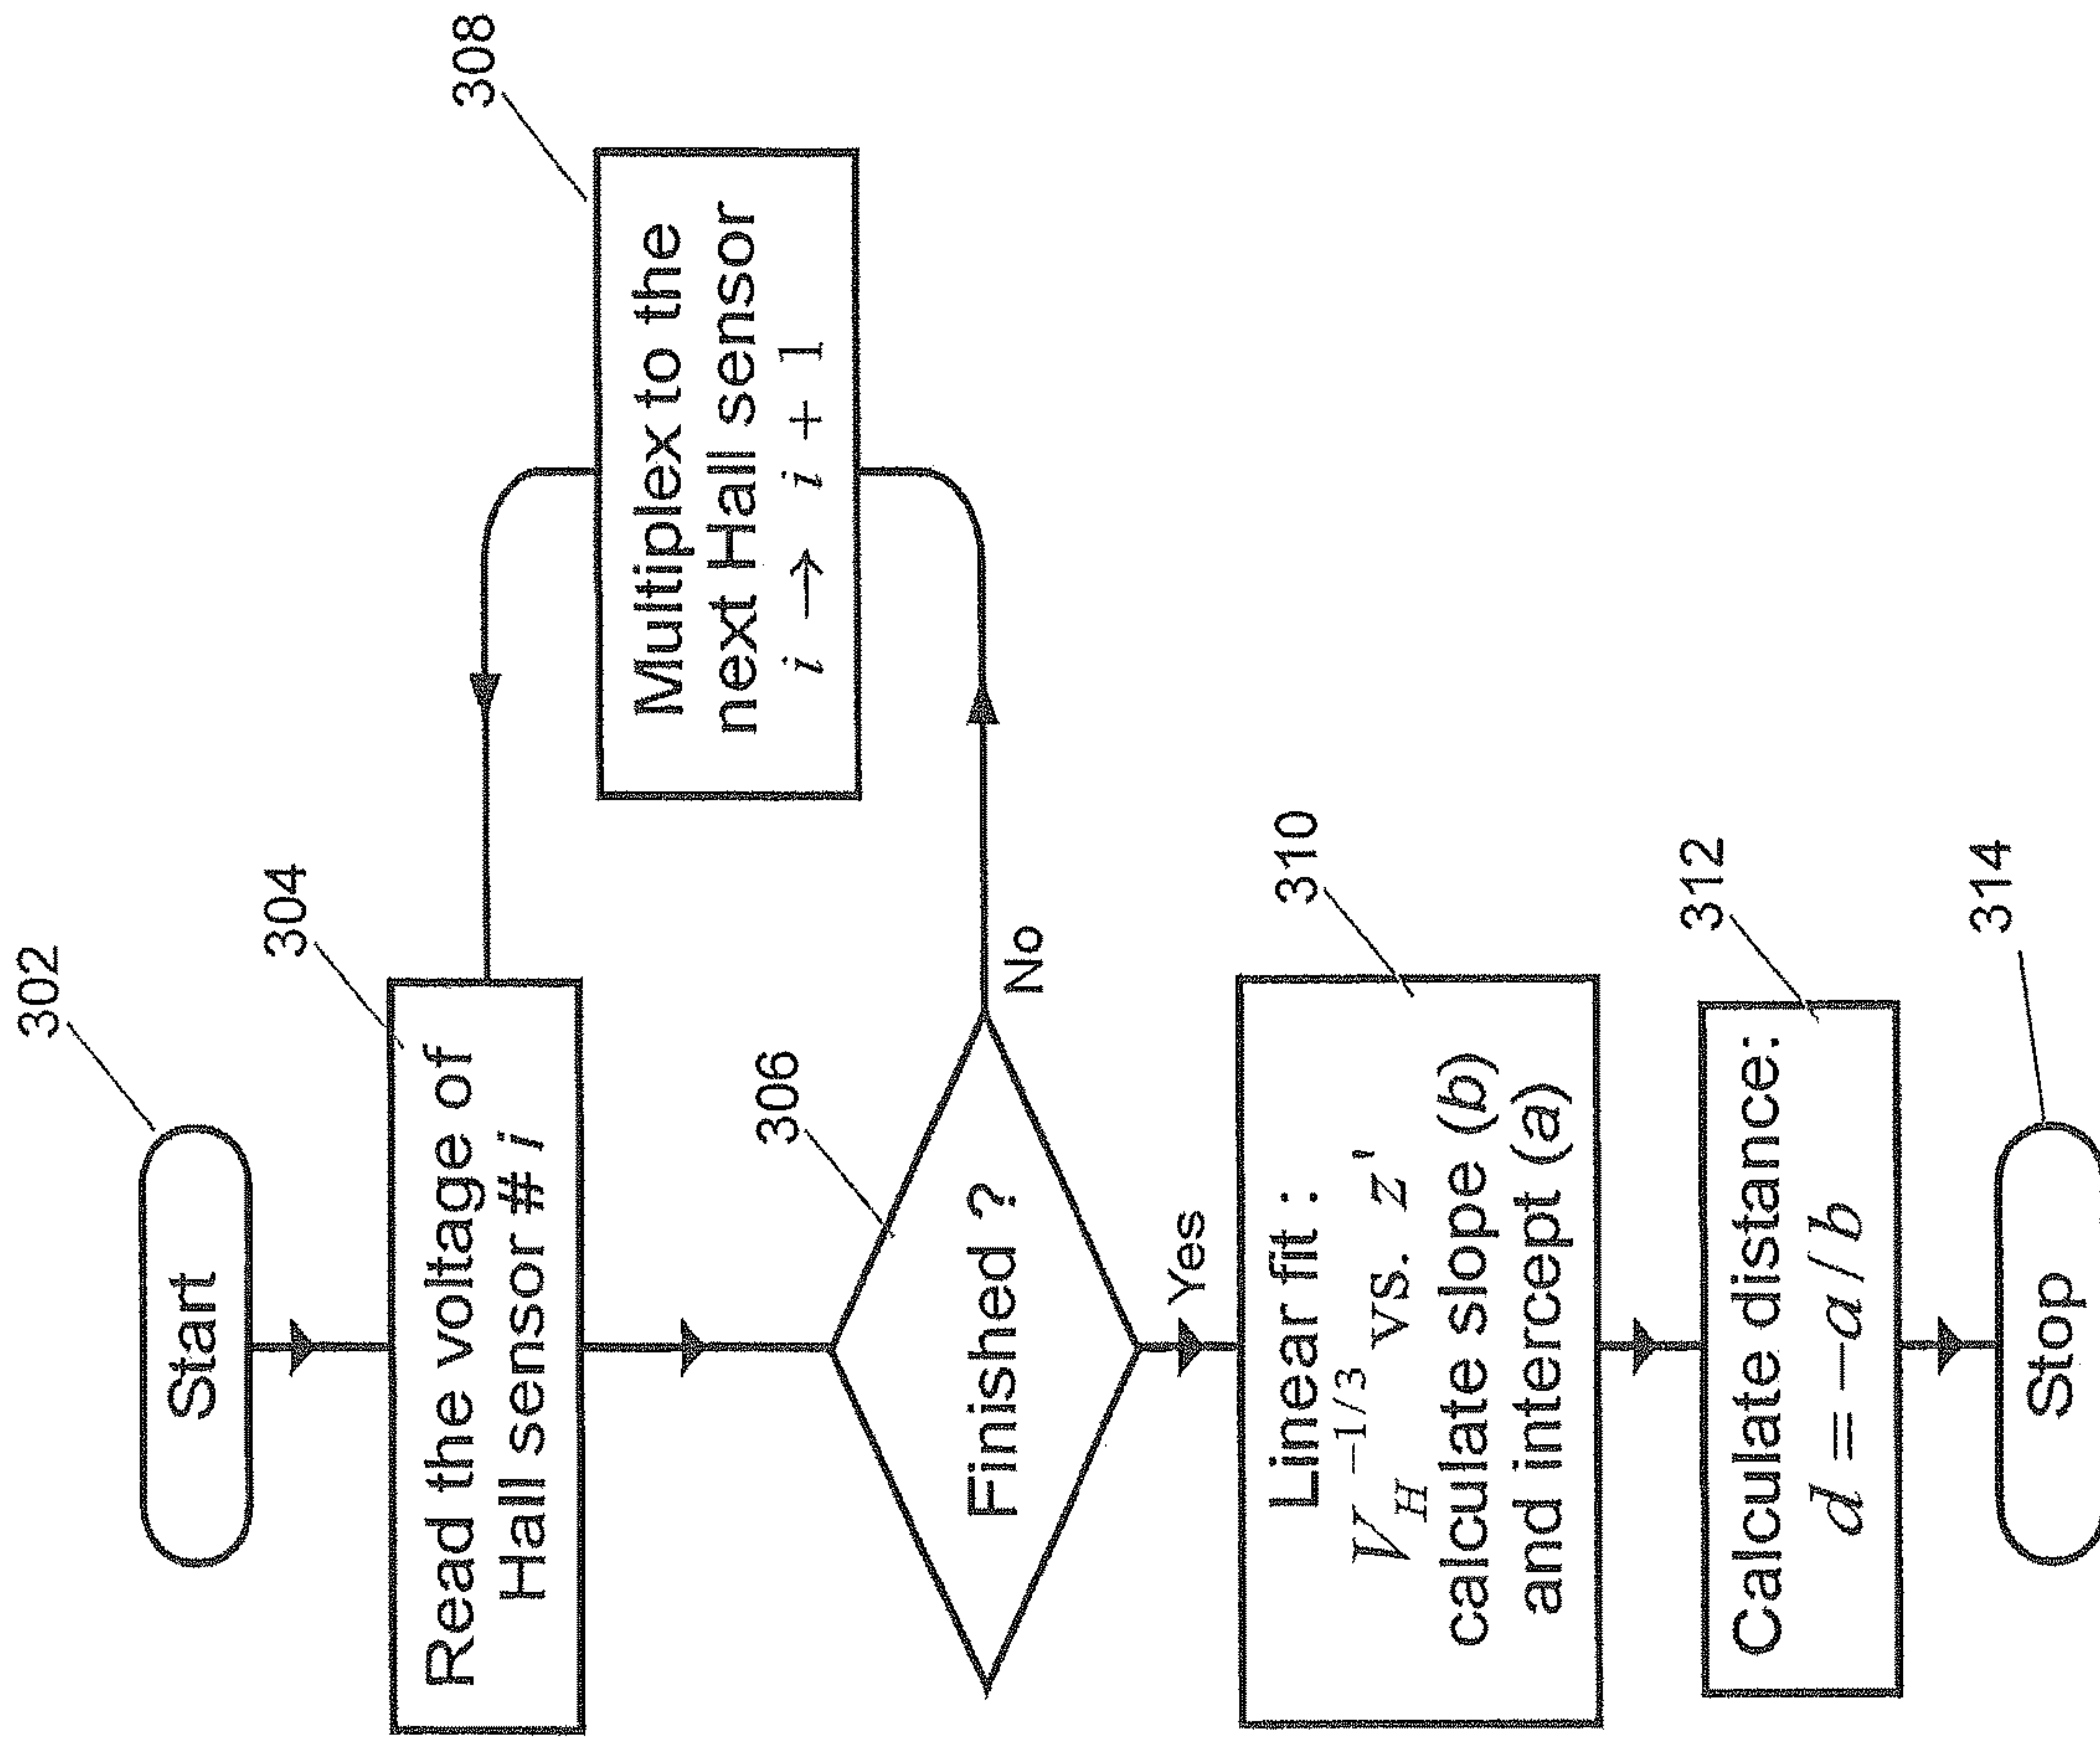 302
Start
304
Read the voltage of
Hall sensor # i
306
Finished ?
No
308
Multiplex to the
next Hall sensor
i → i + 1
Yes
310
Linear fit :
V_H^{-1/3} vs. z'
calculate slope (b)
and intercept (a)
312
Calculate distance:
d = -a/b
314
Stop